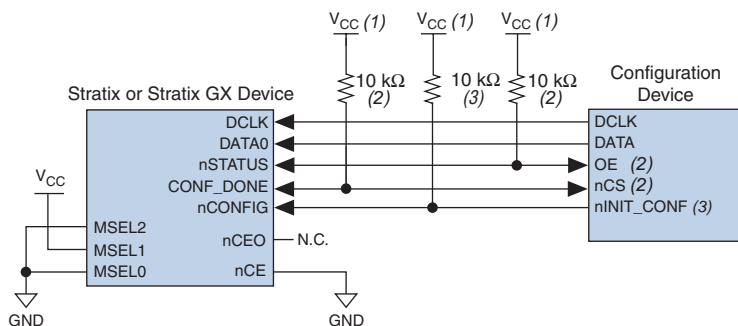 VCC (1) VCC (1) VCC (1)
10 kΩ
(2)
10 kΩ
(3)
10 kΩ
(2)
Stratix or Stratix GX Device
Configuration
Device
DCLK
DATA0
nSTATUS
CONF_DONE
nCONFIG
nCEO
nCE
N.C.
VCC
MSEL2
MSEL1
MSEL0
GND
GND
DCLK
DATA
OE (2)
nCS (2)
nINIT_CONF (3)